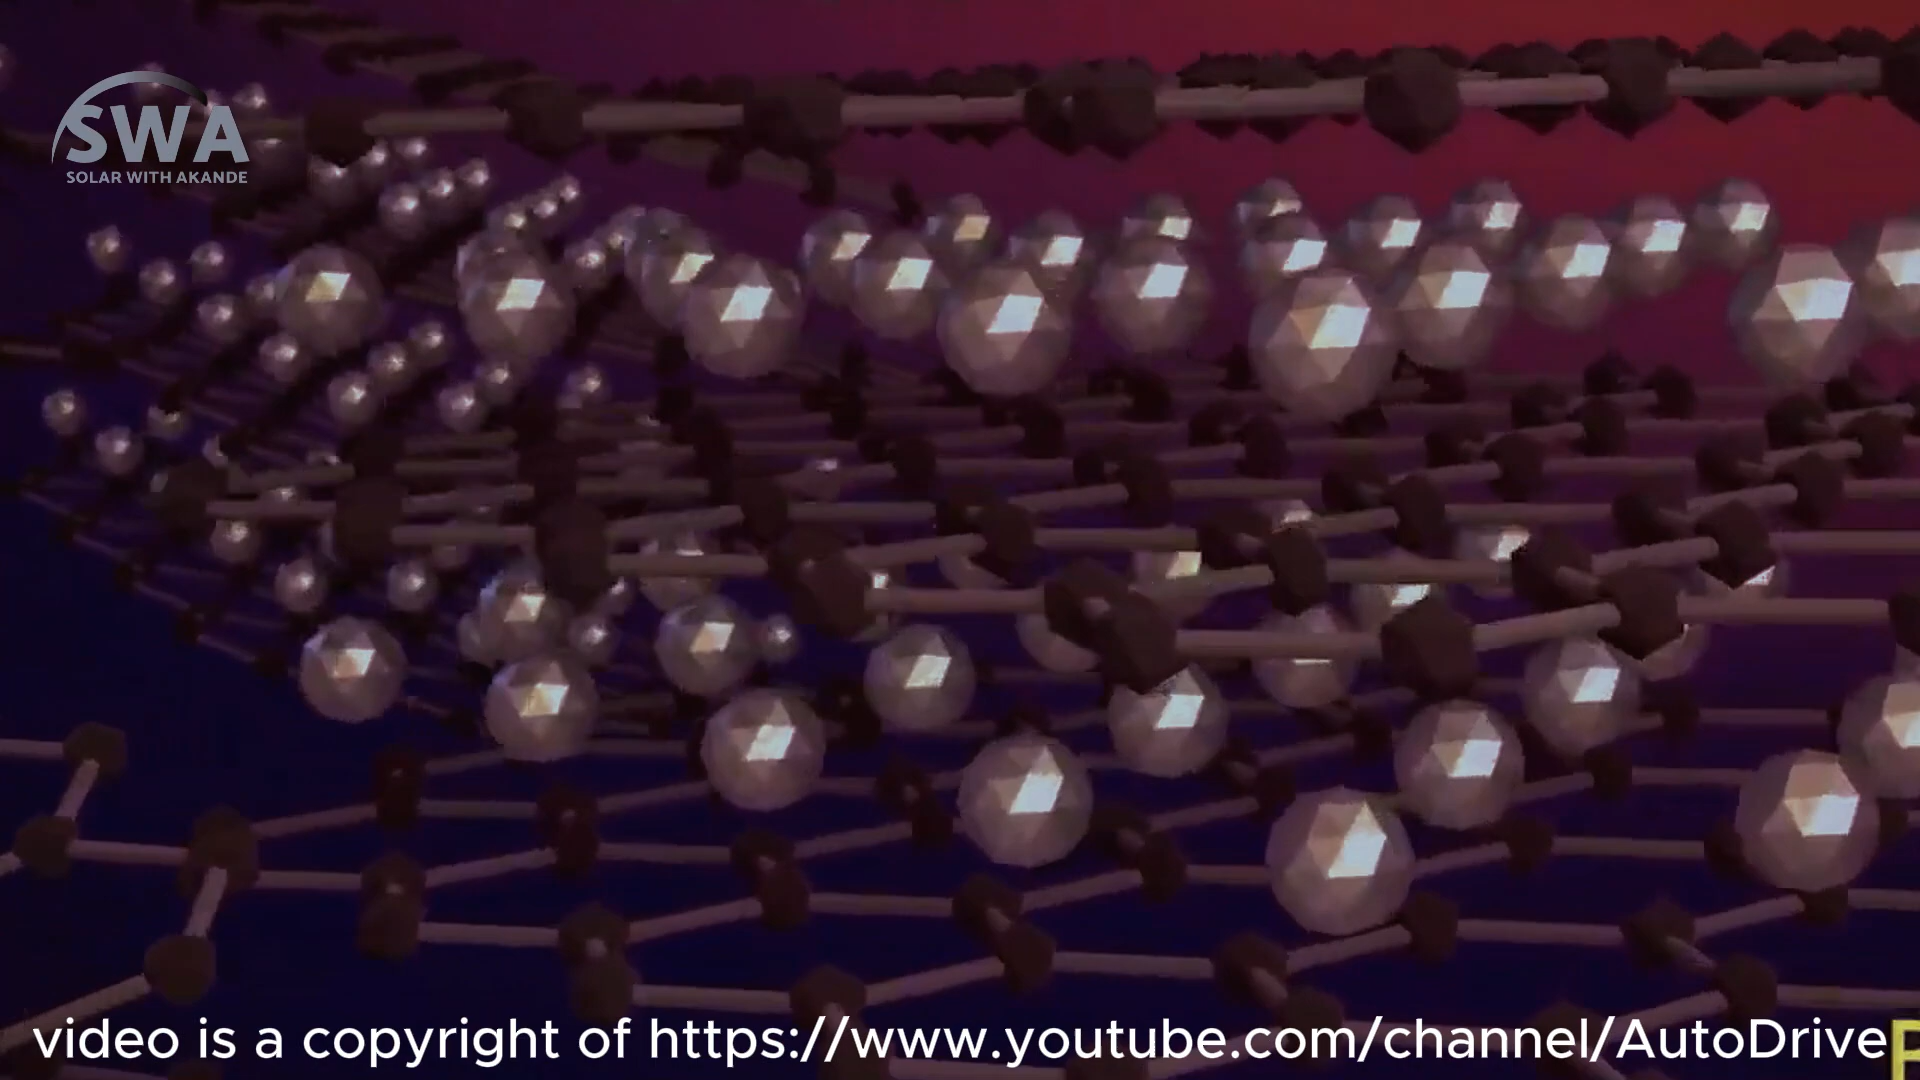 SWA
SOLAR WITH AKANDE
video is a copyright of https://www.youtube.com/channel/AutoDrive